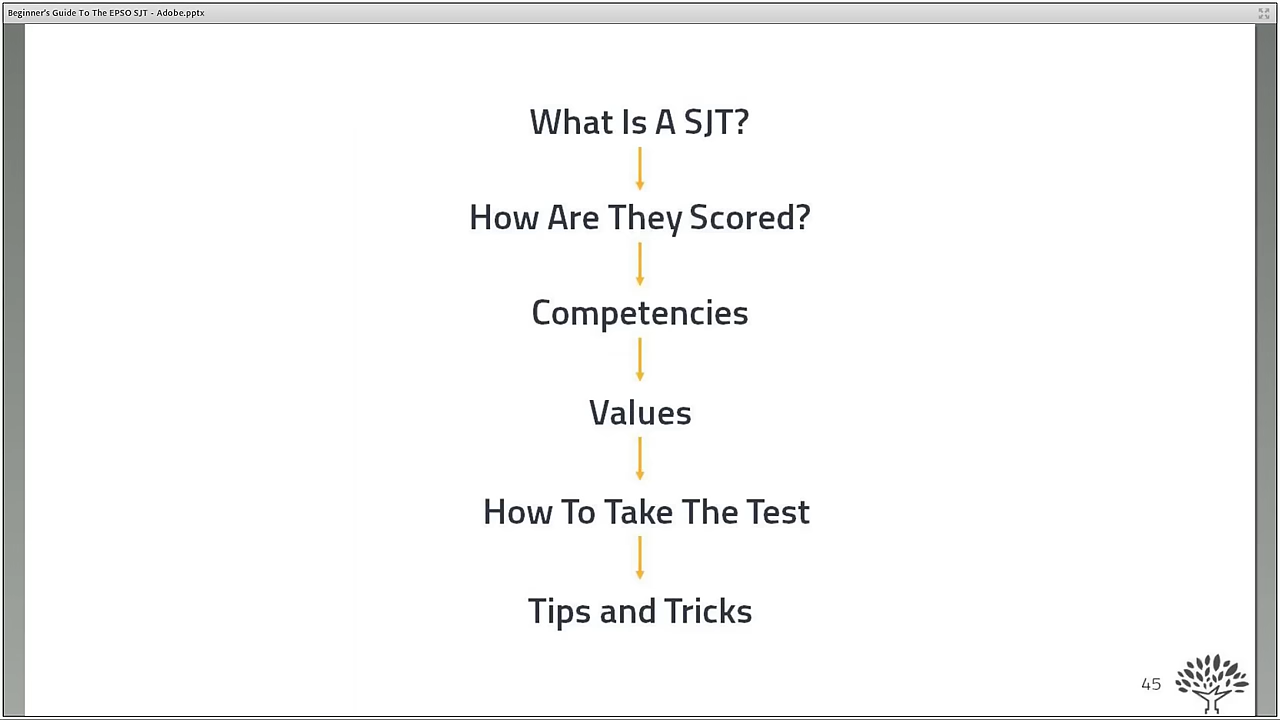 Beginner's Guide To The EPSO SJT - Adobe.pptx
What Is A SJT?
How Are They Scored?
Competencies
Values
How To Take The Test
Tips and Tricks
45